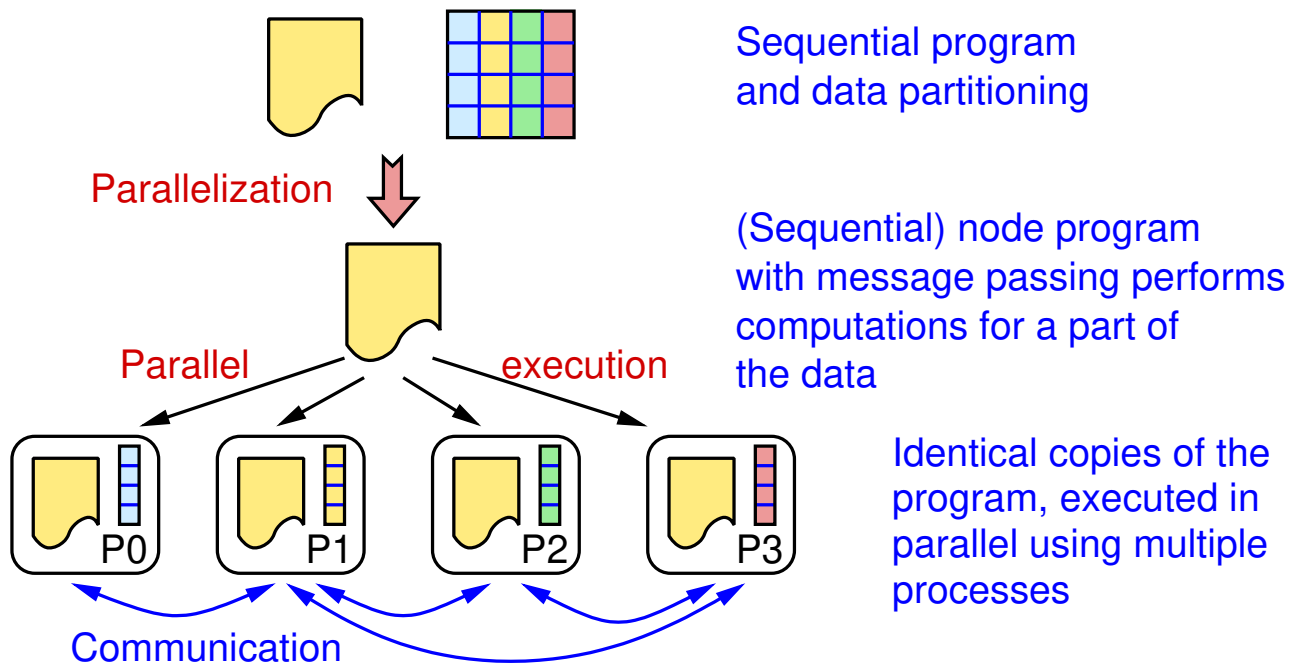 Sequential program
and data partitioning
Parallelization
(Sequential) node program
with message passing performs
computations for a part of
the data
Parallel execution
P0 P1 P2 P3
Identical copies of the
program, executed in
parallel using multiple
processes
Communication